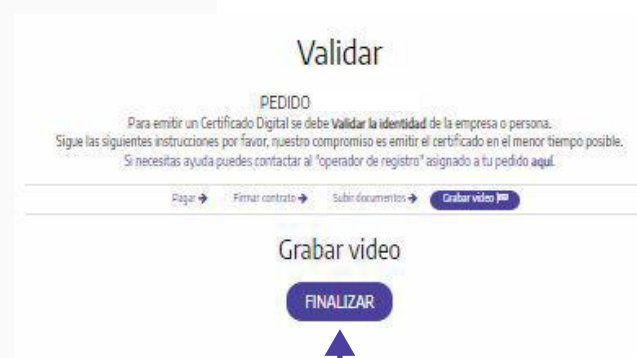 Validar
PEDIDO
Para emitir un Certificado Digital se debe Validar la identidad de la empresa o persona.
Sigue las siguientes instrucciones por favor, nuestro compromiso es emitir el certificado en el menor tiempo posible.
Si necesitas ayuda puedes contactar al "operador de registro" asignado a tu pedido aquí.
Pagar → Firmar contrato → Subir documentos → Grabar video
Grabar video
FINALIZAR